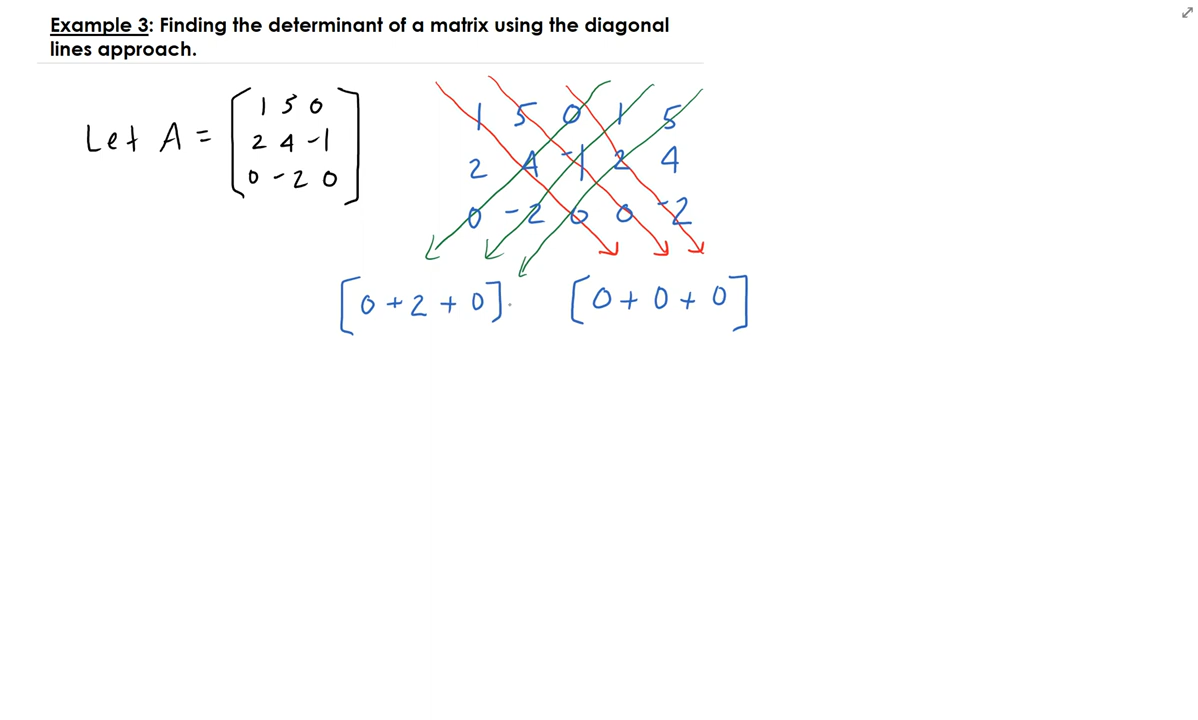 Example 3: Finding the determinant of a matrix using the diagonal
lines approach.
Let A = [1 5 0
2 4 -1
0 -2 0]
1 5 0 1 5
2 4 -1 2 4
0 -2 0 0 -2
[0 + 2 + 0] [0 + 0 + 0]